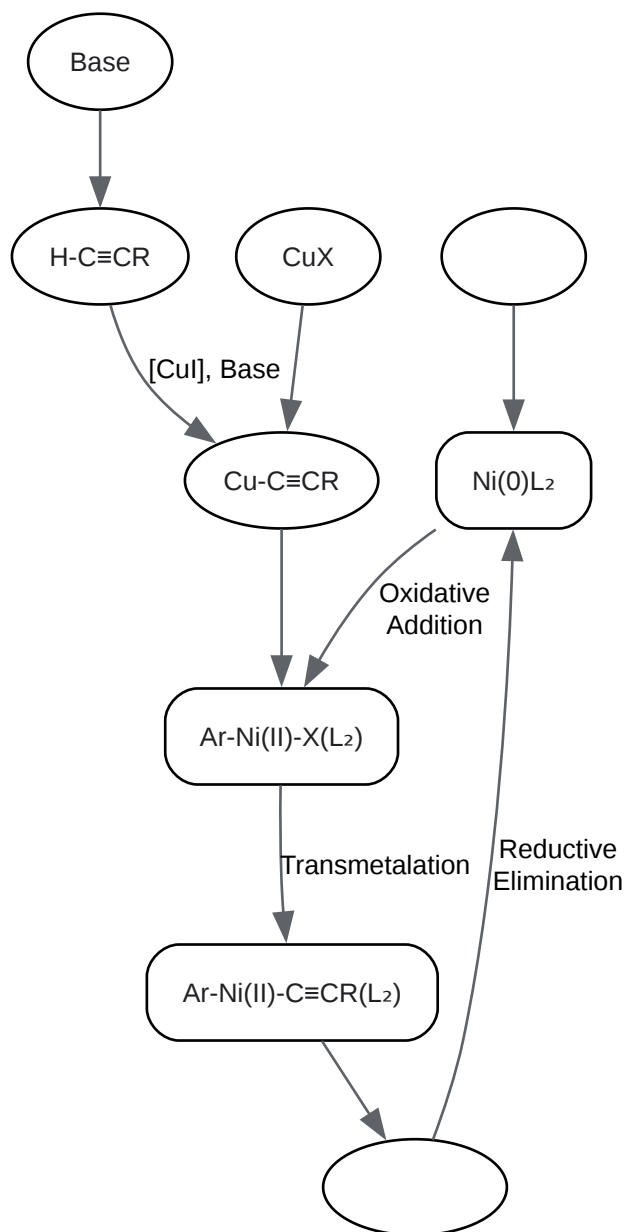 Base
H-C≡CR
CuX
[CuI], Base
Cu-C≡CR
Ni(0)L₂
Oxidative
Addition
Ar-Ni(II)-X(L₂)
Transmetalation
Reductive
Elimination
Ar-Ni(II)-C≡CR(L₂)